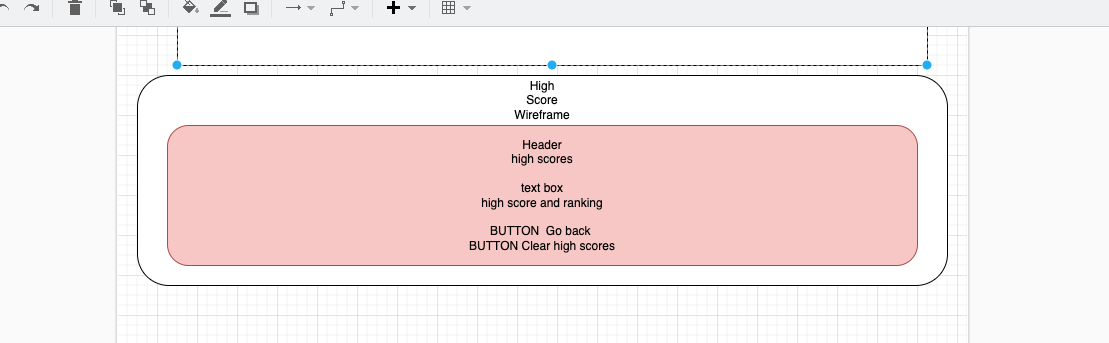 High
Score
Wireframe
Header
high scores
text box
high score and ranking
BUTTON  Go back
BUTTON Clear high scores